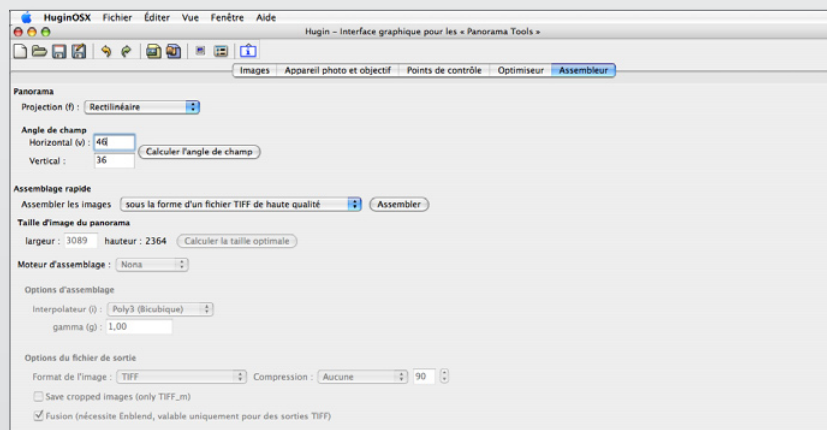 HuginOSX Fichier Éditer Vue Fenêtre Aide
Hugin – Interface graphique pour les « Panorama Tools »
Images Appareil photo et objectif Points de contrôle Optimiseur Assembleur
Panorama
Projection (f) : Rectilinéaire
Angle de champ
Horizontal (v) : 46
Calculer l'angle de champ
Vertical : 36
Assemblage rapide
Assembler les images sous la forme d'un fichier TIFF de haute qualité Assembler
Taille d'image du panorama
largeur : 3089 hauteur : 2364 Calculer la taille optimale
Moteur d'assemblage : Nona
Options d'assemblage
Interpolateur (i) : Poly3 (Bicubique)
gamma (g) : 1,00
Options du fichier de sortie
Format de l'image : TIFF Compression : Aucune 90
Save cropped images (only TIFF_m)
Fusion (nécessite Enblend, valable uniquement pour des sorties TIFF)